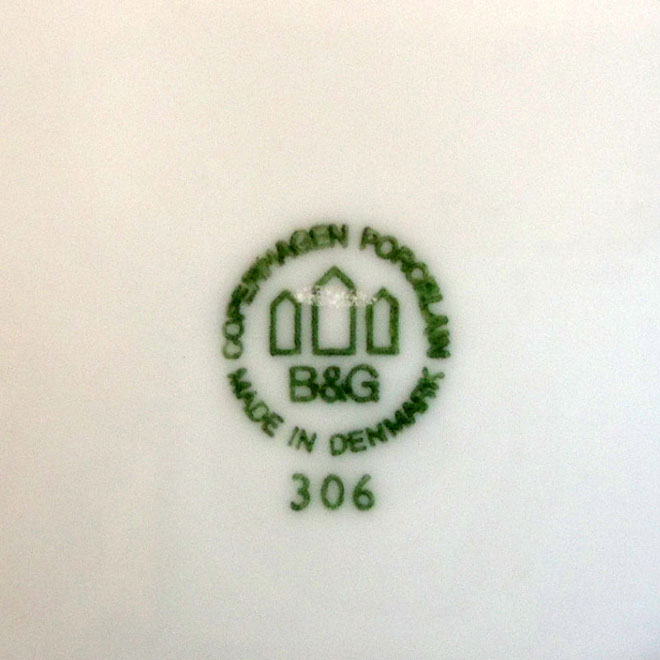 COPENHAGEN PORCELAIN
B&G
MADE IN DENMARK
306